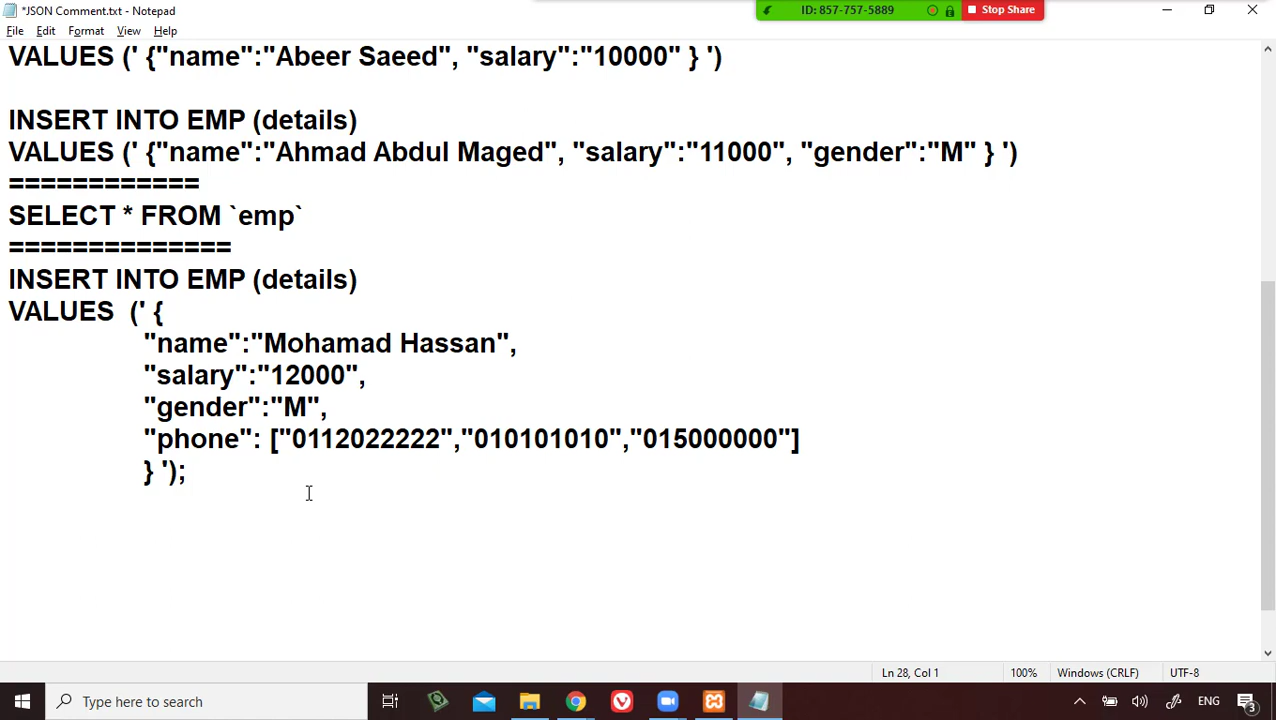 *JSON Comment.txt - Notepad
ID: 857-757-5889
Stop Share
File Edit Format View Help
VALUES (' {"name":"Abeer Saeed", "salary":"10000" } ')
INSERT INTO EMP (details)
VALUES (' {"name":"Ahmad Abdul Maged", "salary":"11000", "gender":"M" } ')
============
SELECT * FROM `emp`
==============
INSERT INTO EMP (details)
VALUES  (' {
"name":"Mohamad Hassan",
"salary":"12000",
"gender":"M",
"phone": ["0112022222","010101010","015000000"]
} ');
Ln 28, Col 1 100% Windows (CRLF) UTF-8
Type here to search
ENG
3